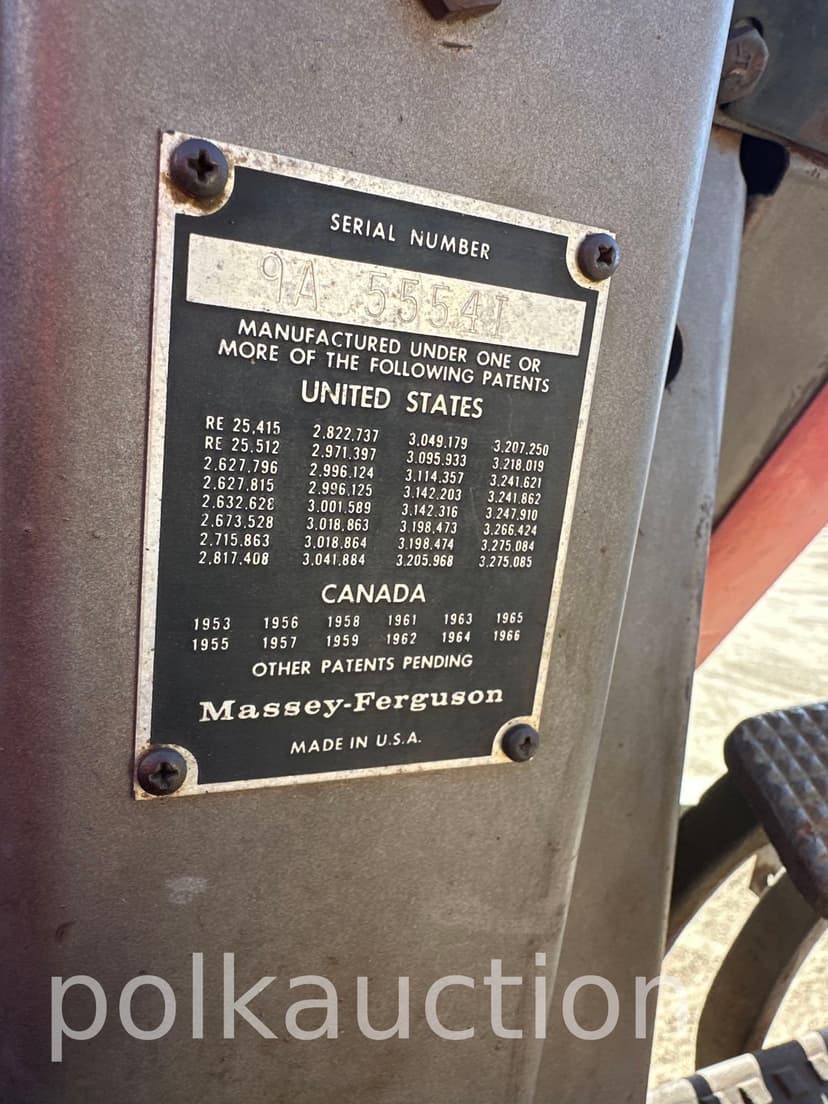 SERIAL NUMBER
9A 55541
MANUFACTURED UNDER ONE OR
MORE OF THE FOLLOWING PATENTS
UNITED STATES
RE 25,415 2,822,737 3,049,179 3,207,250
RE 25,512 2,971,397 3,095,933 3,218,019
2,627,796 2,996,124 3,114,357 3,241,621
2,627,815 2,996,125 3,142,203 3,241,862
2,632,628 3,001,589 3,142,316 3,247,910
2,673,528 3,018,863 3,198,473 3,266,424
2,715,863 3,018,864 3,198,474 3,275,084
2,817,408 3,041,884 3,205,968 3,275,085
CANADA
1953 1956 1958 1961 1963 1965
1955 1957 1959 1962 1964 1966
OTHER PATENTS PENDING
Massey-Ferguson
MADE IN U.S.A.
polkauction